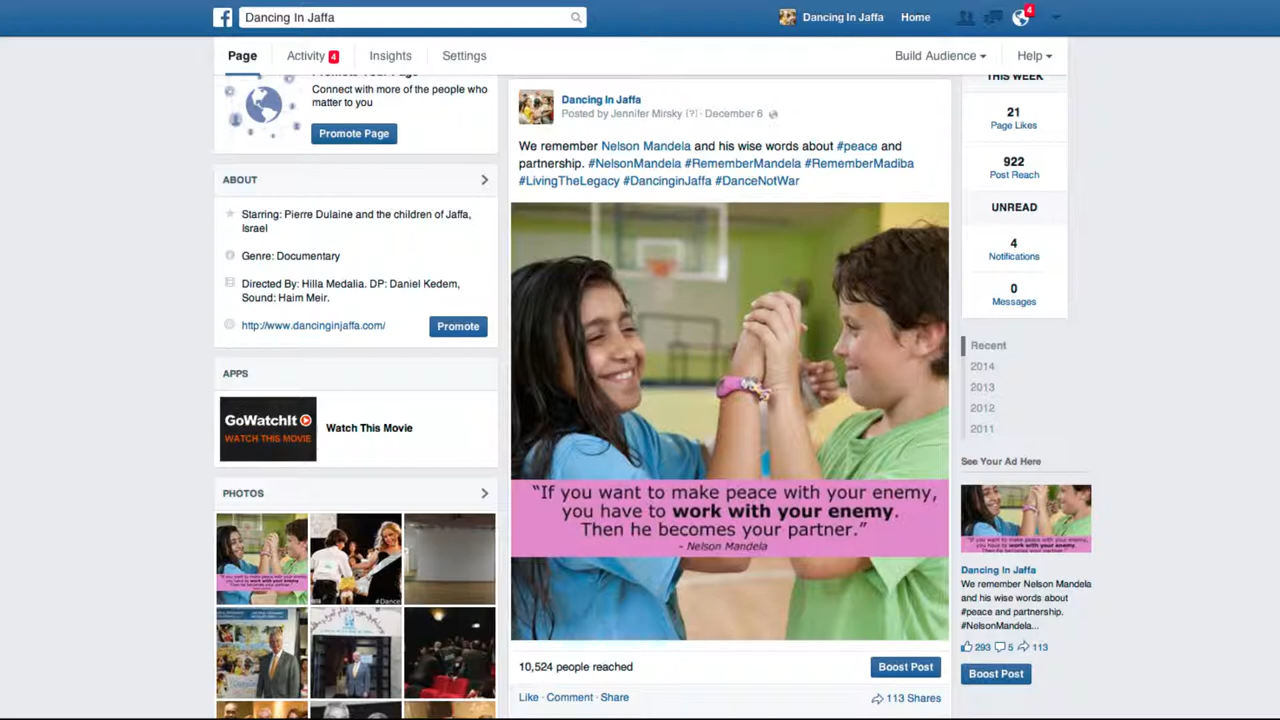 Dancing In Jaffa
Dancing In Jaffa
Home
4
Page
Activity 4
Insights
Settings
Build Audience
Help
Promote Your Page
Connect with more of the people who
matter to you
Promote Page
ABOUT
Starring: Pierre Dulaine and the children of Jaffa,
Israel
Genre: Documentary
Directed By: Hilla Medalia. DP: Daniel Kedem,
Sound: Haim Meir.
http://www.dancinginjaffa.com/
Promote
APPS
GoWatchIt
WATCH THIS MOVIE
Watch This Movie
PHOTOS
#Dance
Dancing In Jaffa
Posted by Jennifer Mirsky [?] · December 6
We remember Nelson Mandela and his wise words about #peace and
partnership. #NelsonMandela #RememberMandela #RememberMadiba
#LivingTheLegacy #DancinginJaffa #DanceNotWar
“If you want to make peace with your enemy,
you have to work with your enemy.
Then he becomes your partner.”
- Nelson Mandela
10,524 people reached
Boost Post
Like · Comment · Share
113 Shares
THIS WEEK
21
Page Likes
922
Post Reach
UNREAD
4
Notifications
0
Messages
Recent
2014
2013
2012
2011
See Your Ad Here
Dancing In Jaffa
We remember Nelson Mandela
and his wise words about
#peace and partnership.
#NelsonMandela...
293 5 113
Boost Post